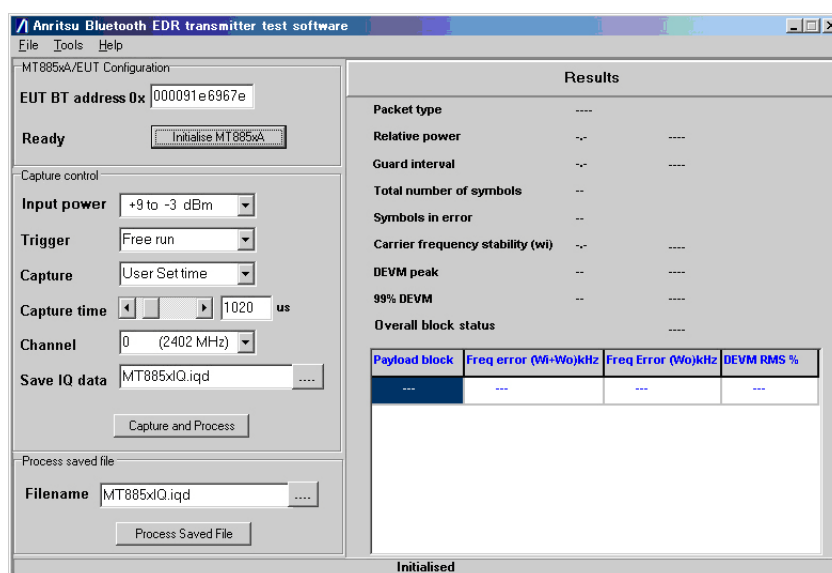 Anritsu Bluetooth EDR transmitter test software
File Tools Help
MT885xA/EUT Configuration
EUT BT address 0x 000091e6967e
Ready Initialise MT885xA
Capture control
Input power +9 to -3 dBm
Trigger Free run
Capture User Set time
Capture time 1020 us
Channel 0 (2402 MHz)
Save IQ data MT885xIQ.iqd ....
Capture and Process
Process saved file
Filename MT885xIQ.iqd ....
Process Saved File
Results
Packet type ----
Relative power -.- ----
Guard interval -.- ----
Total number of symbols --
Symbols in error --
Carrier frequency stability (wi) -.- ----
DEVM peak -- ----
99% DEVM -- ----
Overall block status ----
Payload block Freq error (Wi+Wo)kHz Freq Error (Wo)kHz DEVM RMS %
--- --- --- ---
Initialised